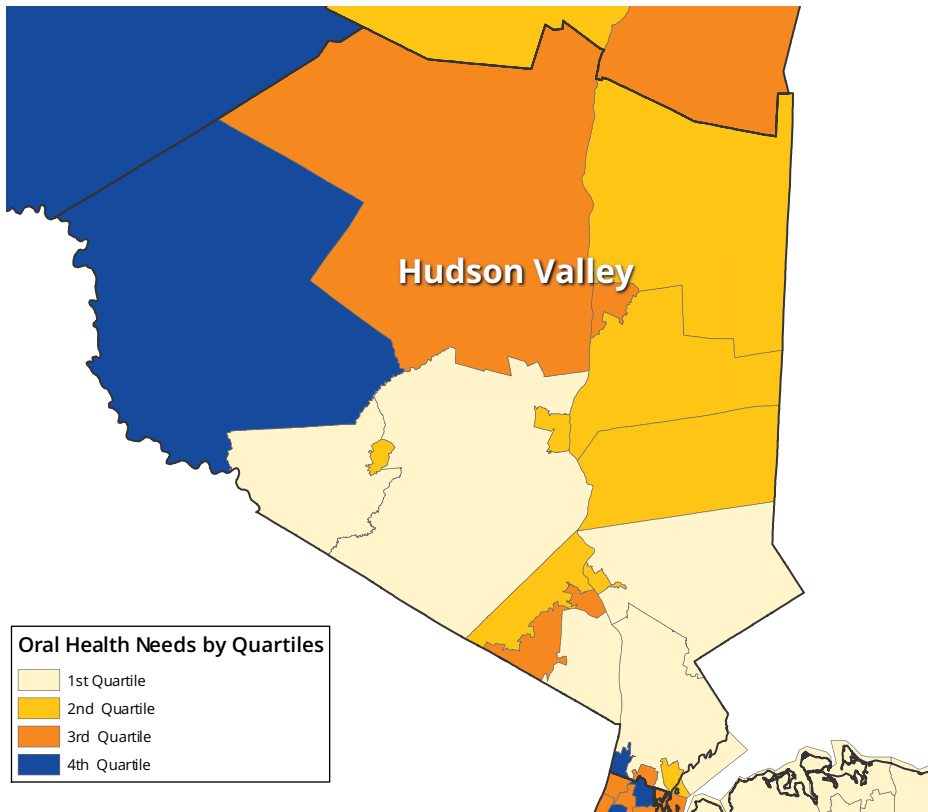 Hudson Valley
Oral Health Needs by Quartiles
1st Quartile
2nd Quartile
3rd Quartile
4th Quartile